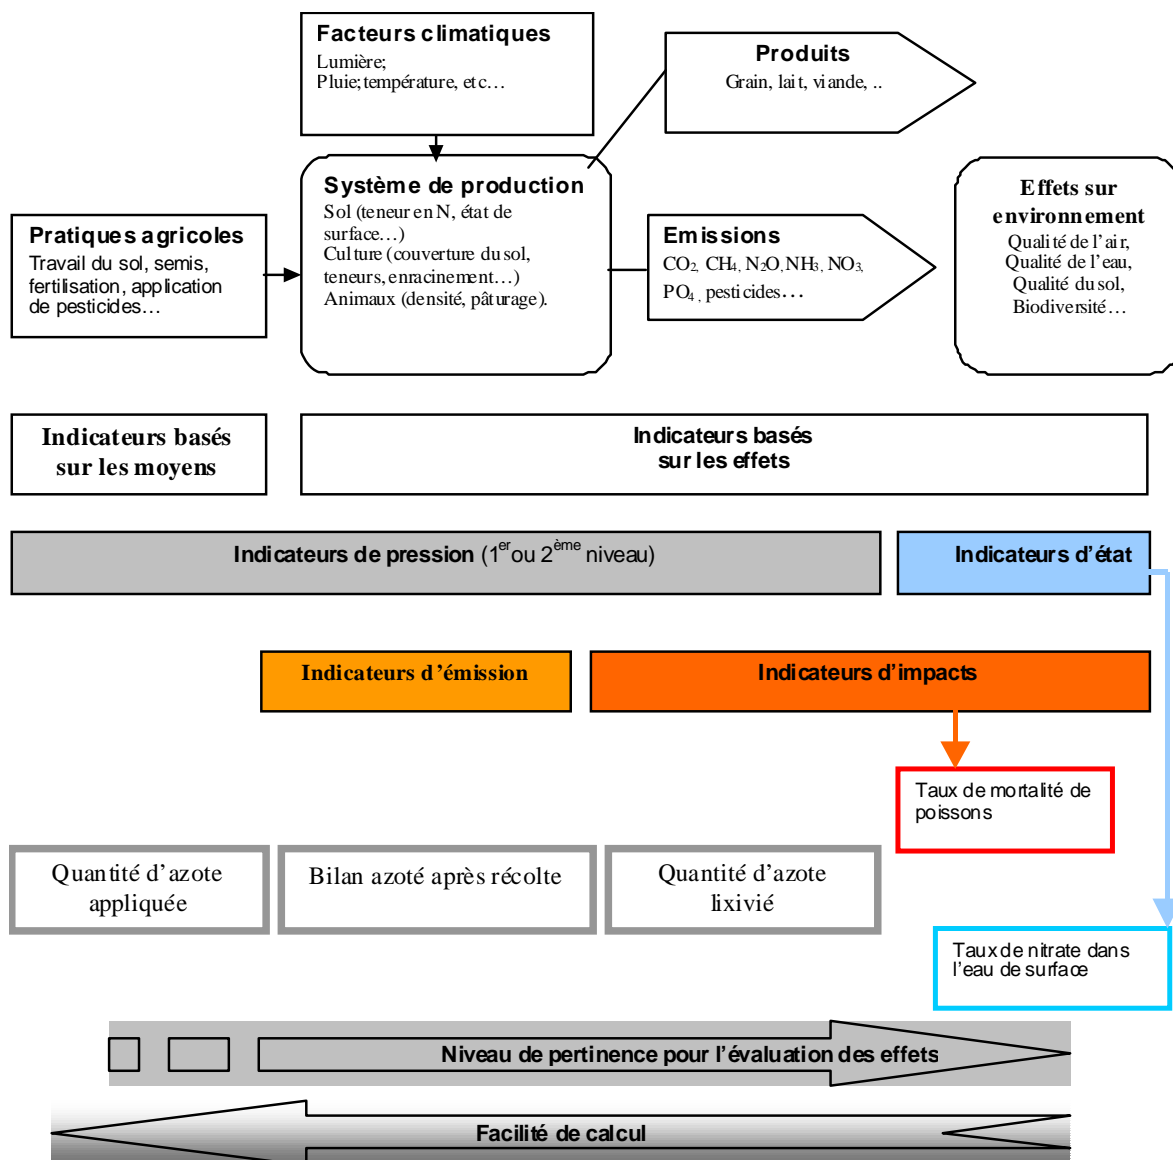 Facteurs climatiques
Lumière;
Pluie; température, etc…
Produits
Grain, lait, viande, ..
Pratiques agricoles
Travail du sol, semis,
fertilisation, application
de pesticides…
Système de production
Sol (teneur en N, état de
surface…)
Culture (couverture du sol,
teneurs, enracinement…)
Animaux (densité, pâturage).
Emissions
CO2, CH4, N2O, NH3, NO3,
PO4 , pesticides…
Effets sur
environnement
Qualité de l’air,
Qualité de l’eau,
Qualité du sol,
Biodiversité…
Indicateurs basés
sur les moyens
Indicateurs basés
sur les effets
Indicateurs de pression (1er ou 2ème niveau)
Indicateurs d’état
Indicateurs d’émission
Indicateurs d’impacts
Taux de mortalité de
poissons
Quantité d’azote
appliquée
Bilan azoté après récolte
Quantité d’azote
lixivié
Taux de nitrate dans
l’eau de surface
Niveau de pertinence pour l’évaluation des effets
Facilité de calcul